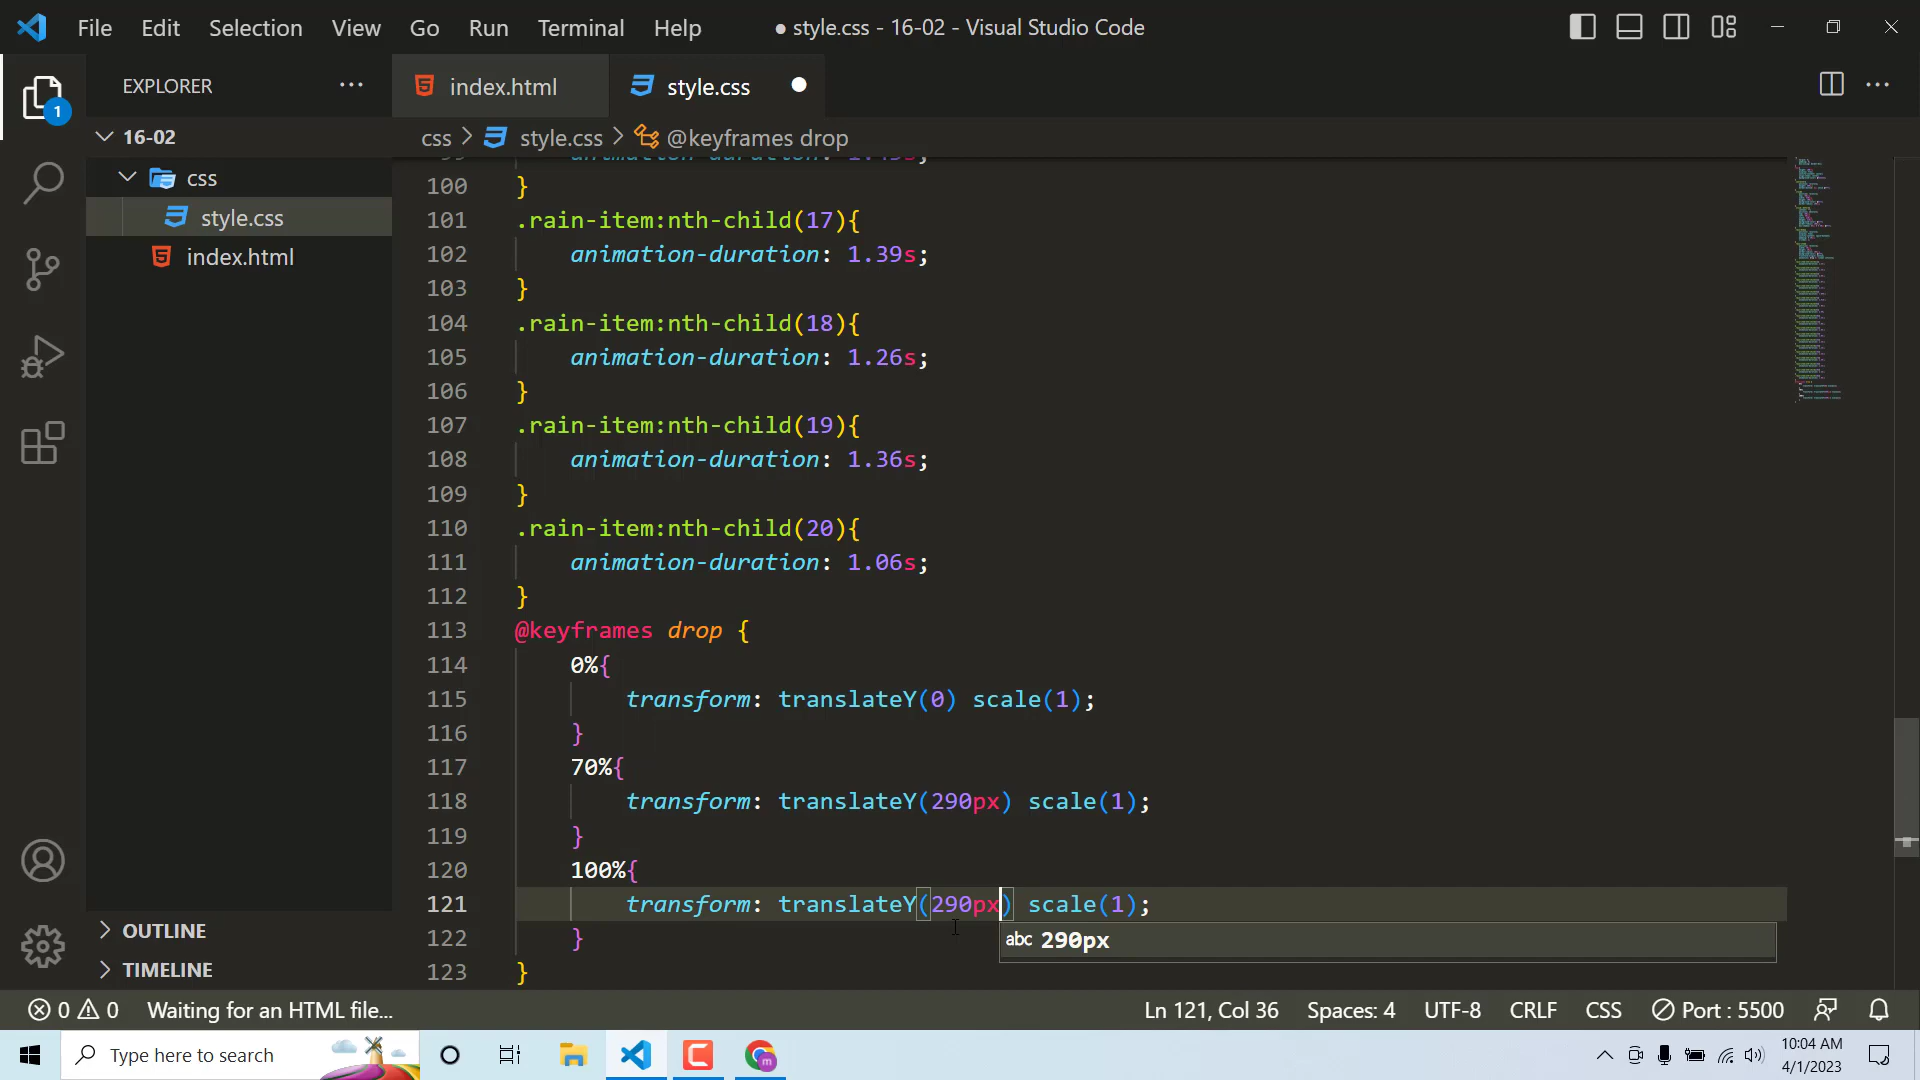 File Edit Selection View Go Run Terminal Help
● style.css - 16-02 - Visual Studio Code
EXPLORER
index.html
style.css
1
16-02
css > style.css > @keyframes drop
css
style.css
index.html
100 }
101 .rain-item:nth-child(17){
102 animation-duration: 1.39s;
103 }
104 .rain-item:nth-child(18){
105 animation-duration: 1.26s;
106 }
107 .rain-item:nth-child(19){
108 animation-duration: 1.36s;
109 }
110 .rain-item:nth-child(20){
111 animation-duration: 1.06s;
112 }
113 @keyframes drop {
114 0%{
115 transform: translateY(0) scale(1);
116 }
117 70%{
118 transform: translateY(290px) scale(1);
119 }
120 100%{
121 transform: translateY(290px) scale(1);
abc 290px
122 }
123 }
OUTLINE
TIMELINE
0 0 Waiting for an HTML file...
Ln 121, Col 36 Spaces: 4 UTF-8 CRLF CSS Port : 5500
Type here to search
m
10:04 AM
4/1/2023